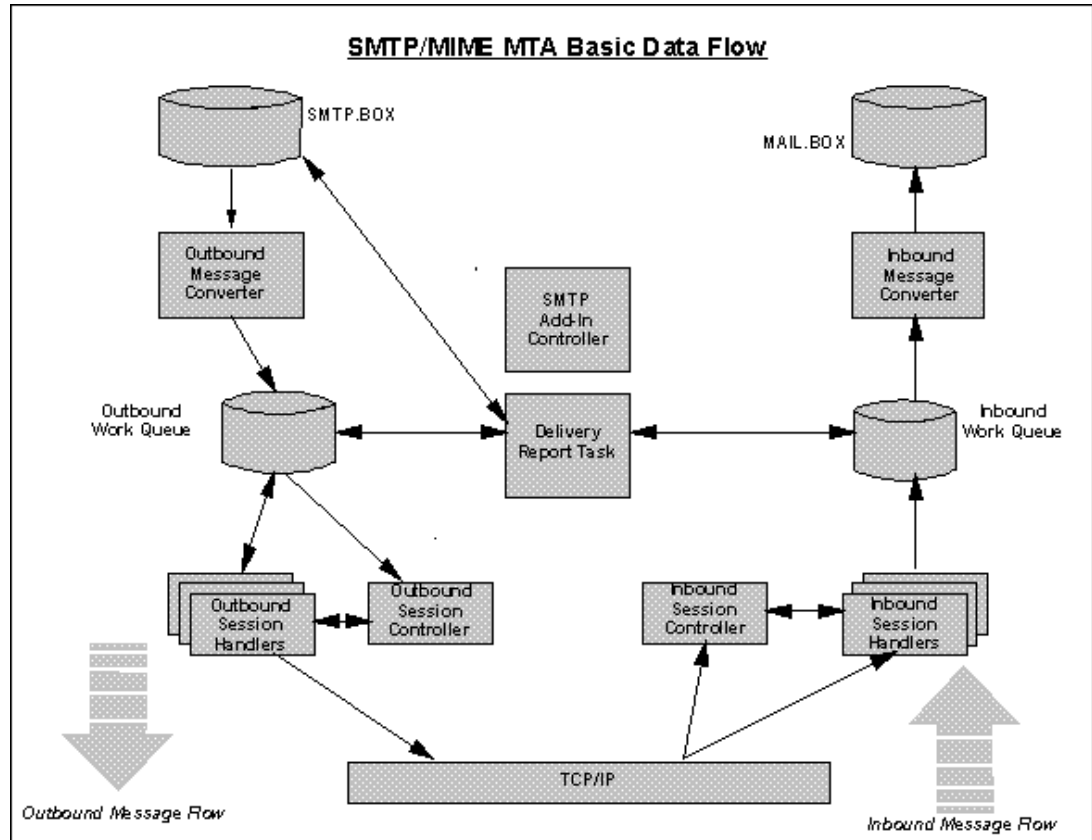 SMTP/MIME MTA Basic Data Flow
SMTP.BOX
MAIL.BOX
Outbound
Message
Converter
SMTP
Add-In
Controller
Inbound
Message
Converter
Outbound
Work Queue
Delivery
Report Task
Inbound
Work Queue
Outbound
Session
Handlers
Outbound
Session
Controller
Inbound
Session
Controller
Inbound
Session
Handlers
TCP/IP
Outbound Message Flow
Inbound Message Flow